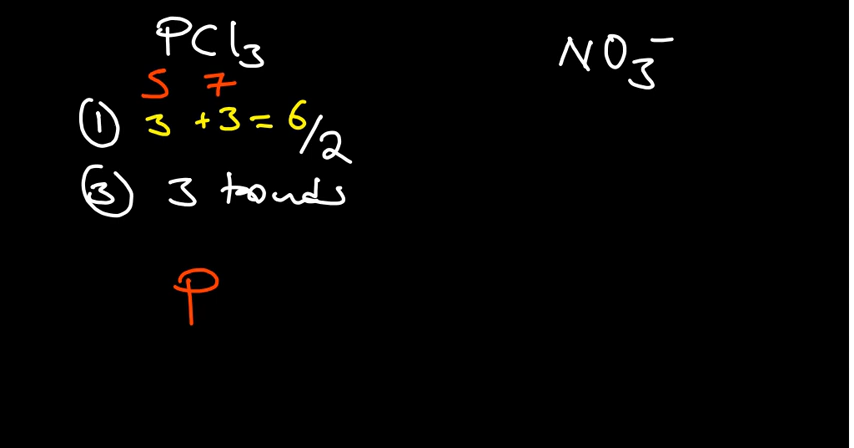 PCl3
5 7
① 3 + 3 = 6/2
③ 3 bonds
P
NO3−